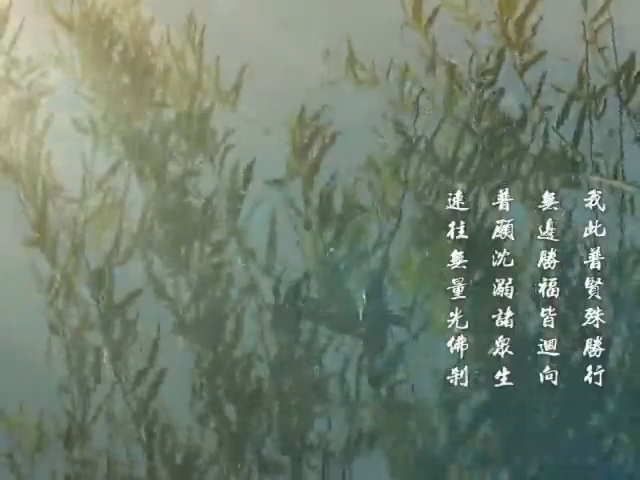 我此普賢殊勝行
無邊勝福皆迴向
普願沈溺諸眾生
速往無量光佛剎